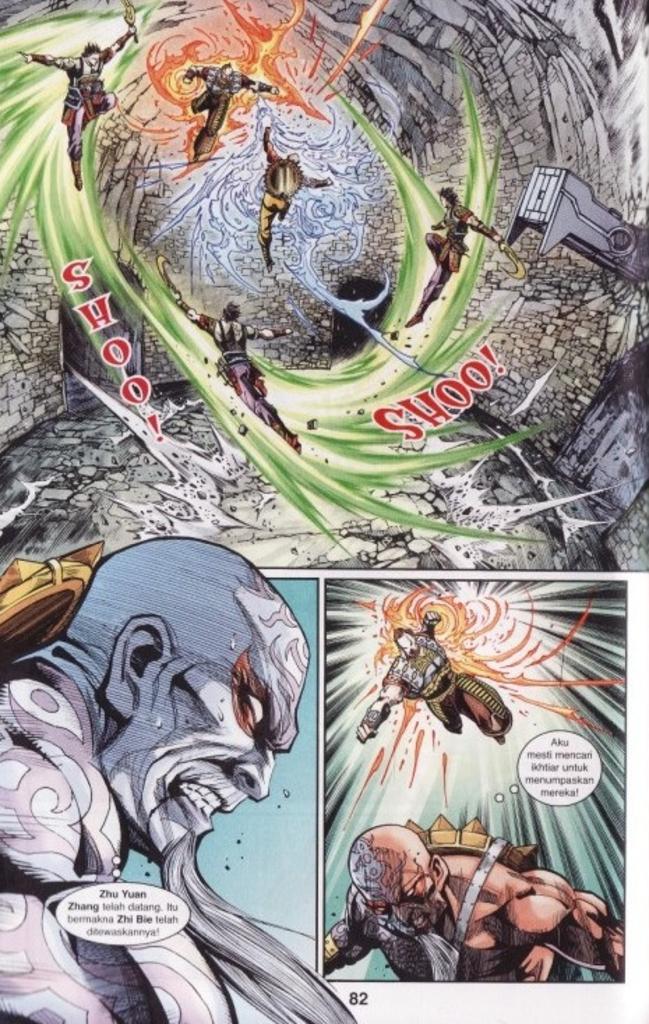 SHOO!
SHOO!
Zhu Yuan
Zhang telah datang. Itu
bermakna Zhi Bie telah
ditewaskannya!
Aku
mesti mencari
ikhtiar untuk
menumpaskan
mereka!
82